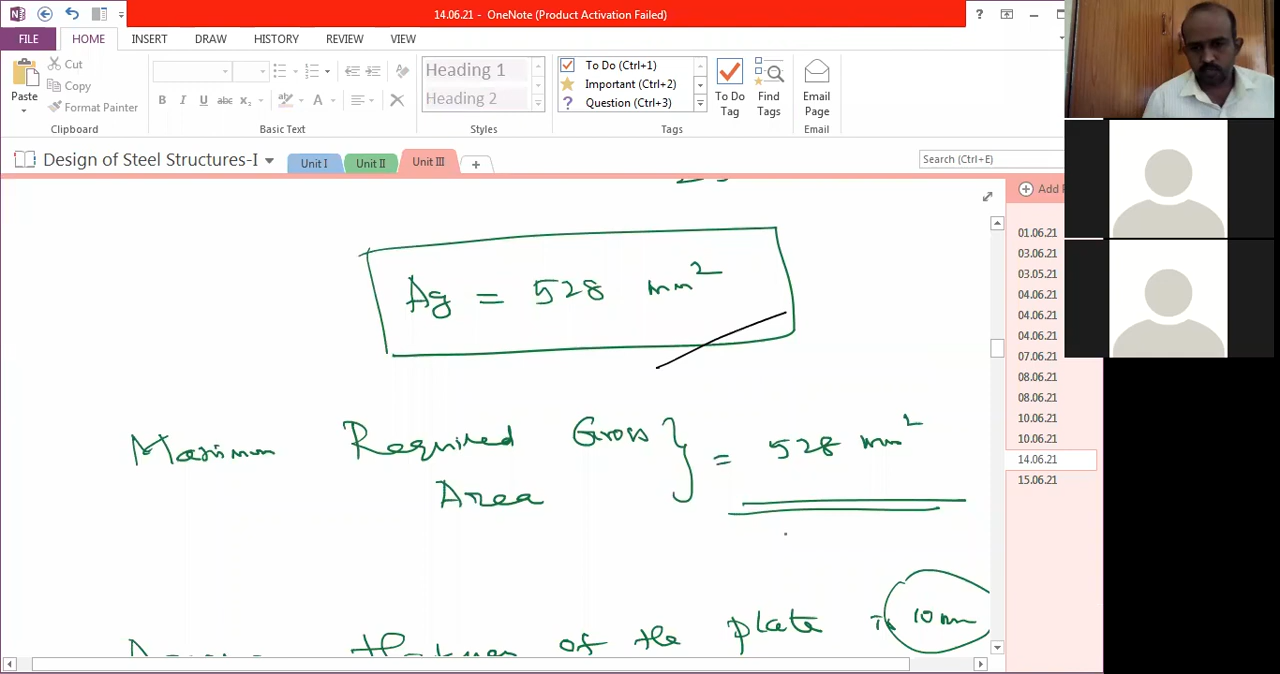 14.06.21 - OneNote (Product Activation Failed)
FILE HOME INSERT DRAW HISTORY REVIEW VIEW
Paste
Cut
Copy
Format Painter
Clipboard
B I U abc x₂ ab A
Basic Text
Heading 1
Heading 2
Styles
To Do (Ctrl+1)
Important (Ctrl+2)
Question (Ctrl+3)
Tags
To Do
Tag
Find
Tags
Email
Page
Email
Design of Steel Structures-I
Unit I Unit II Unit III
Search (Ctrl+E)
Add
Ag = 528 mm²
Maximum Required Gross
Area } = 528 mm²
thickness of the plate is 10mm
01.06.21
03.06.21
03.05.21
04.06.21
04.06.21
04.06.21
07.06.21
08.06.21
08.06.21
10.06.21
10.06.21
14.06.21
15.06.21